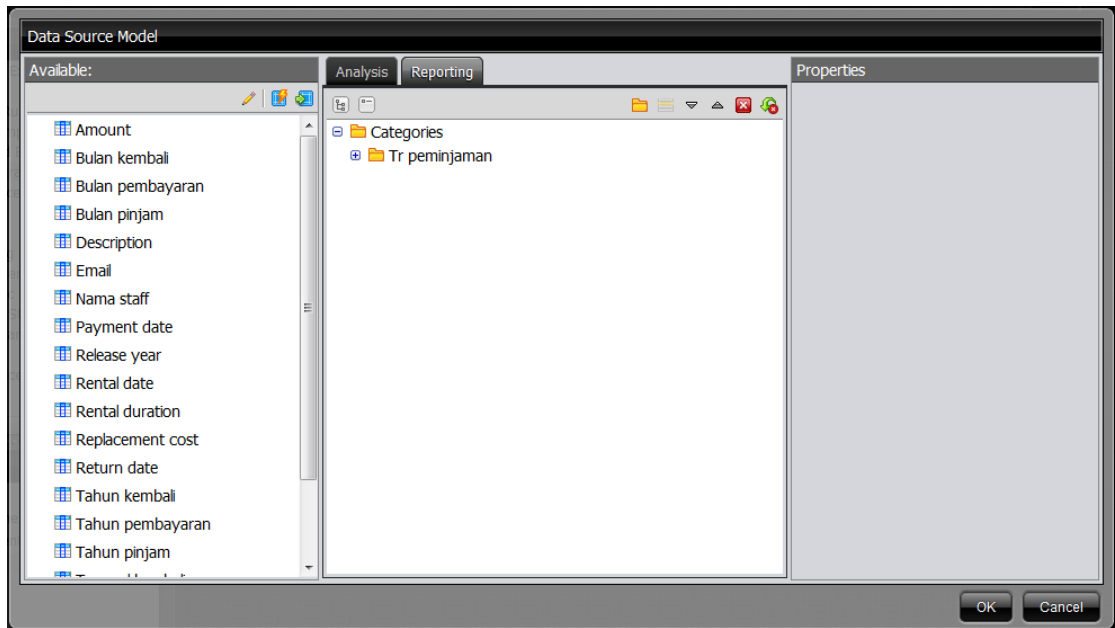 Data Source Model
Available:
Analysis Reporting
Properties
Amount
Bulan kembali
Bulan pembayaran
Bulan pinjam
Description
Email
Nama staff
Payment date
Release year
Rental date
Rental duration
Replacement cost
Return date
Tahun kembali
Tahun pembayaran
Tahun pinjam
Categories
Tr peminjaman
OK Cancel